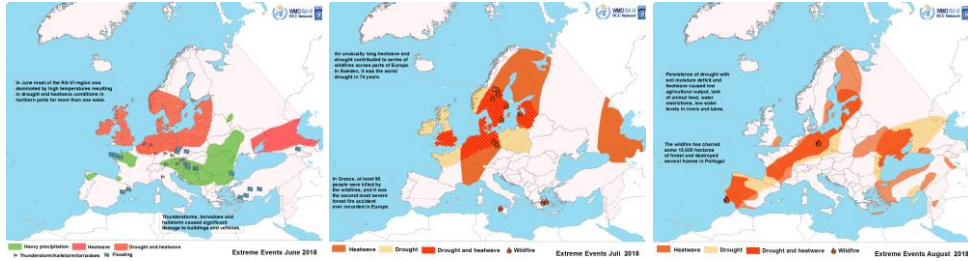 WMO RA VI
RCC Network
In June most of the RA VI region was
dominated by high temperatures resulting
in drought and heatwave conditions in
northern parts for more than one week.
Thunderstorms, tornadoes and
hailstorm caused significant
damage to buildings and vehicles.
Heavy precipitation
Heatwave
Drought and heatwave
Thunderstorm/hailstorm/tornadoes
Flooding
Extreme Events June 2018
WMO RA VI
RCC Network
An unusually long heatwave and
drought contributed to series of
wildfires across parts of Europe.
In Sweden, it was the worst
drought in 74 years.
In Greece, at least 99
people were killed by
the wildfires, and it was
the second most severe
forest fire accident
ever recorded in Europe.
Heatwave
Drought
Drought and heatwave
Wildfire
Extreme Events Juli 2018
WMO RA VI
RCC Network
Persistence of drought with
soil moisture deficit and
heatwave caused low
agricultural output, lack
of animal feed, water
restrictions, low water
levels in rivers and lakes.
The wildfire has charred
some 15,000 hectares
of forest and destroyed
several homes in Portugal.
Heatwave
Drought
Drought and heatwave
Wildfire
Extreme Events August 2018